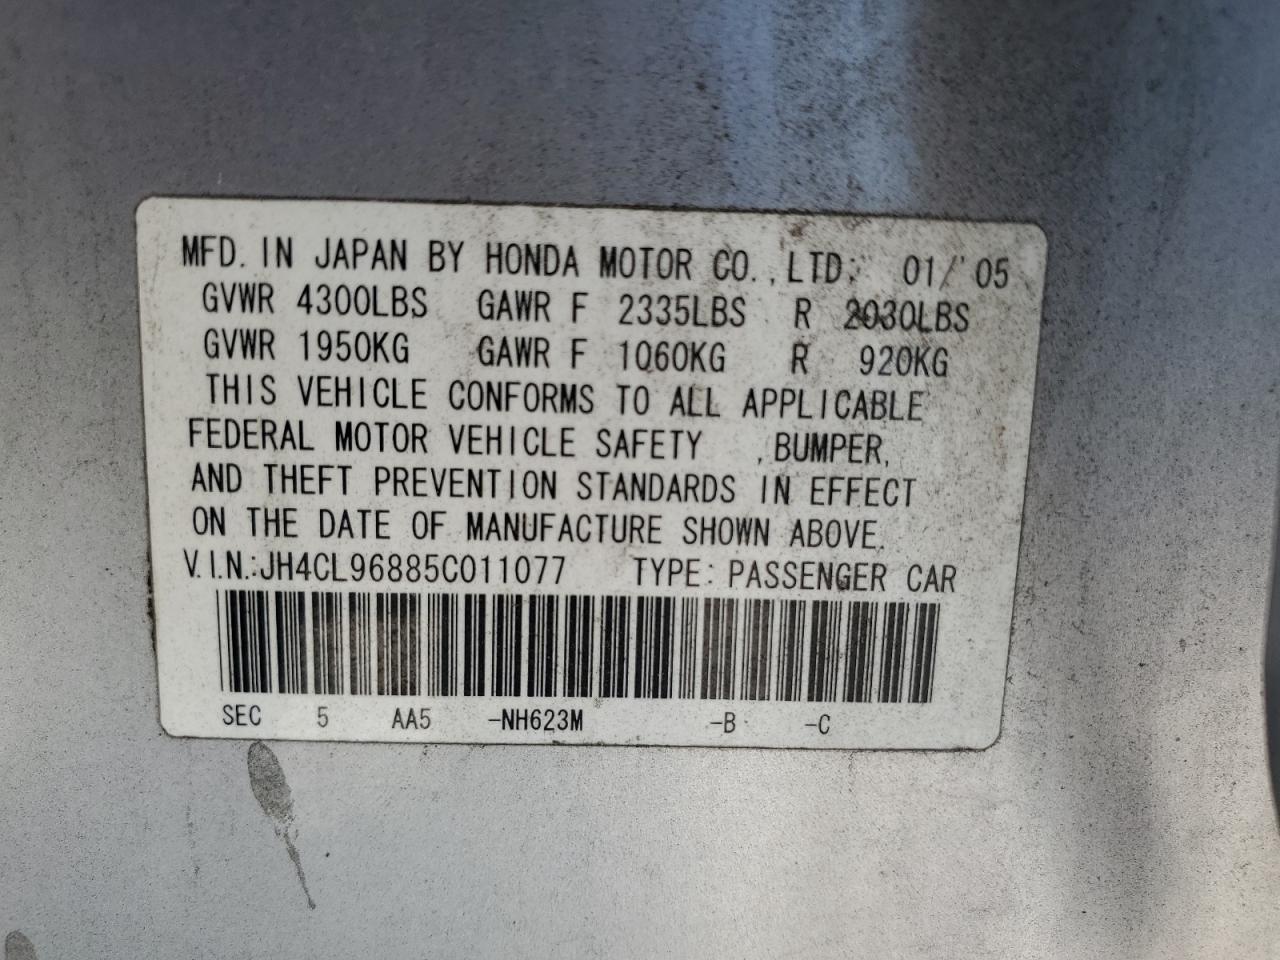 MFD. IN JAPAN BY HONDA MOTOR CO., LTD. 01/'05
GVWR 4300LBS GAWR F 2335LBS R 2030LBS
GVWR 1950KG GAWR F 1060KG R 920KG
THIS VEHICLE CONFORMS TO ALL APPLICABLE
FEDERAL MOTOR VEHICLE SAFETY , BUMPER,
AND THEFT PREVENTION STANDARDS IN EFFECT
ON THE DATE OF MANUFACTURE SHOWN ABOVE.
V.I.N.:JH4CL96885C011077 TYPE: PASSENGER CAR
SEC 5 AA5 -NH623M -B -C